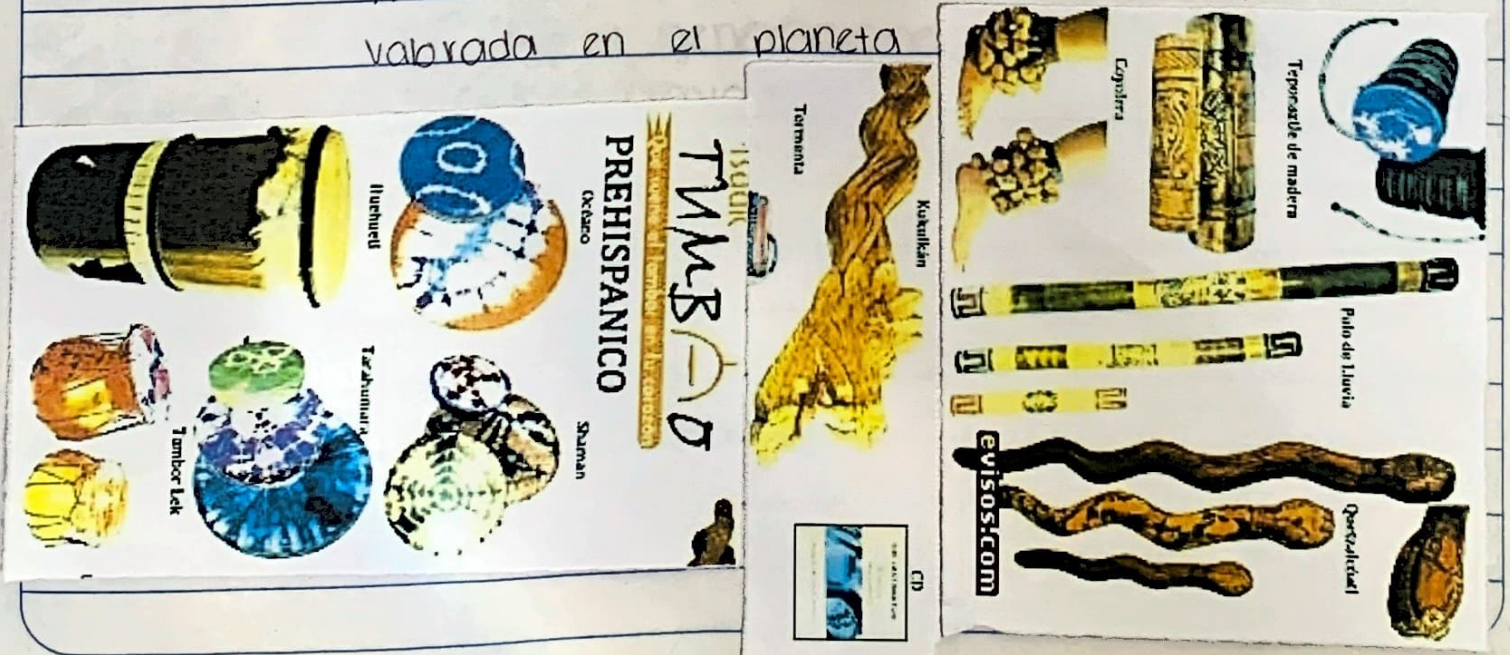 valorada en el planeta
Tormenta
Kukulkán
Coyolera
Teponaztle de madera
Palo de Lluvia
Quetzalcóatl
evisos.com
CD
TUMBAO
PREHISPANICO
Océano
Shaman
Huehuetl
Tarahumara
Tambor Lek